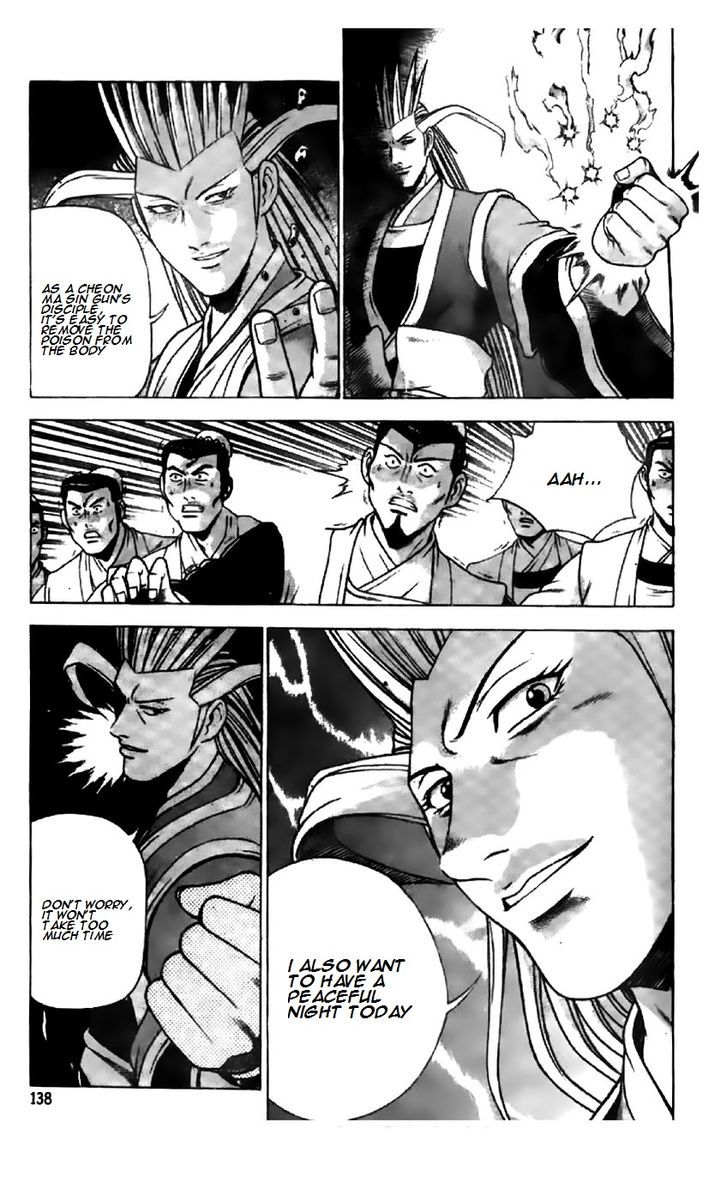 AS A CHEON
MA SIN GUN'S
DISCIPLE,
IT'S EASY TO
REMOVE THE
POISON FROM
THE BODY
AAH...
DON'T WORRY,
IT WON'T
TAKE TOO
MUCH TIME
I ALSO WANT
TO HAVE A
PEACEFUL
NIGHT TODAY
138